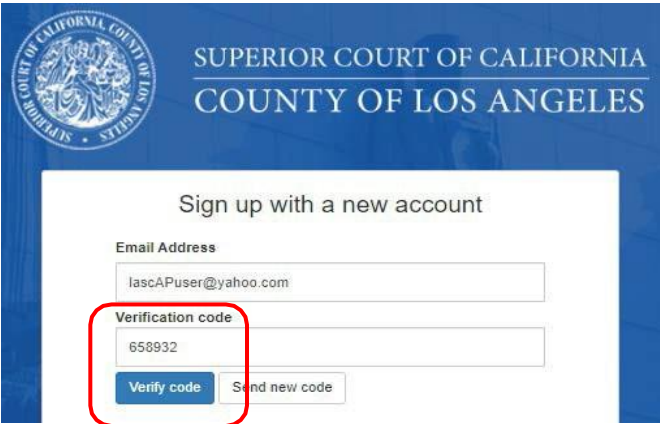 SUPERIOR COURT OF CALIFORNIA
COUNTY OF LOS ANGELES
Sign up with a new account
Email Address
lascAPuser@yahoo.com
Verification code
658932
Verify code Send new code